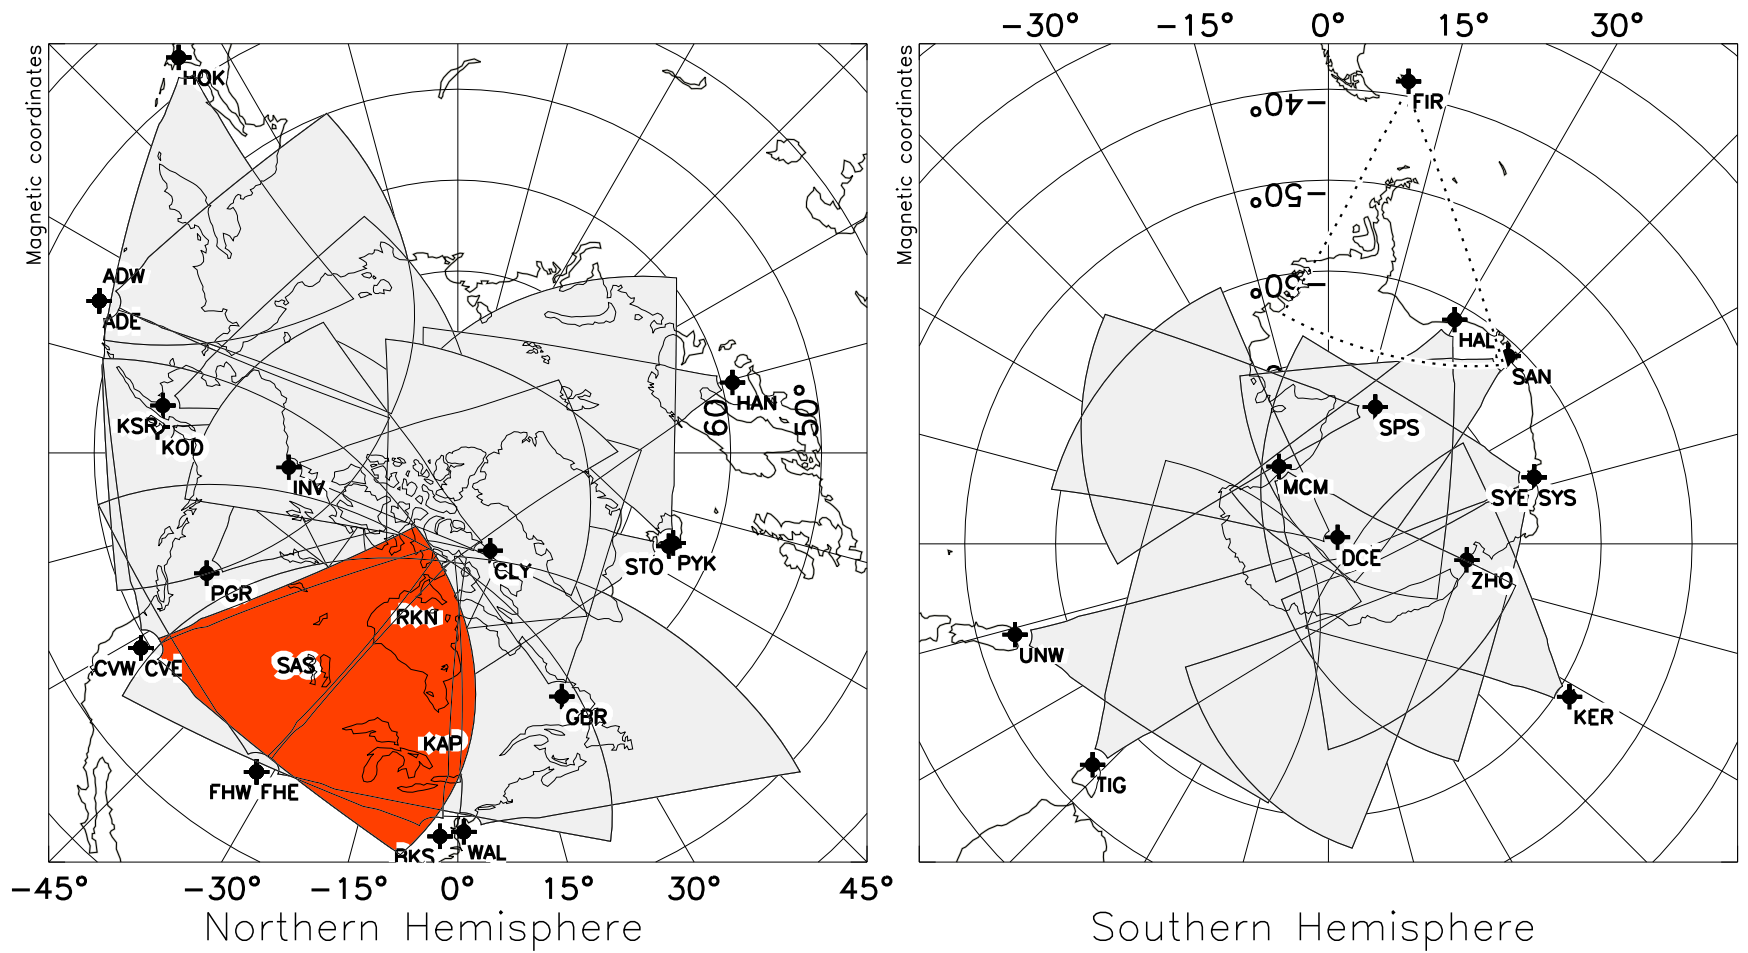 −30° −15° 0° 15° 30°
Magnetic coordinates
Magnetic coordinates
HOK
FIR
−40°
−50°
ADW
ADE
−60°
HAL
SAN
HAN
60
50°
KSR
KOD
SPS
INV
MCM
SYE SYS
STO PYK
CLY
DCE
ZHO
PGR
RKN
UNW
CVW CVE
SAS
GBR
KER
KAP
TIG
FHW FHE
BKS
WAL
−45° −30° −15° 0° 15° 30° 45°
Northern Hemisphere
Southern Hemisphere